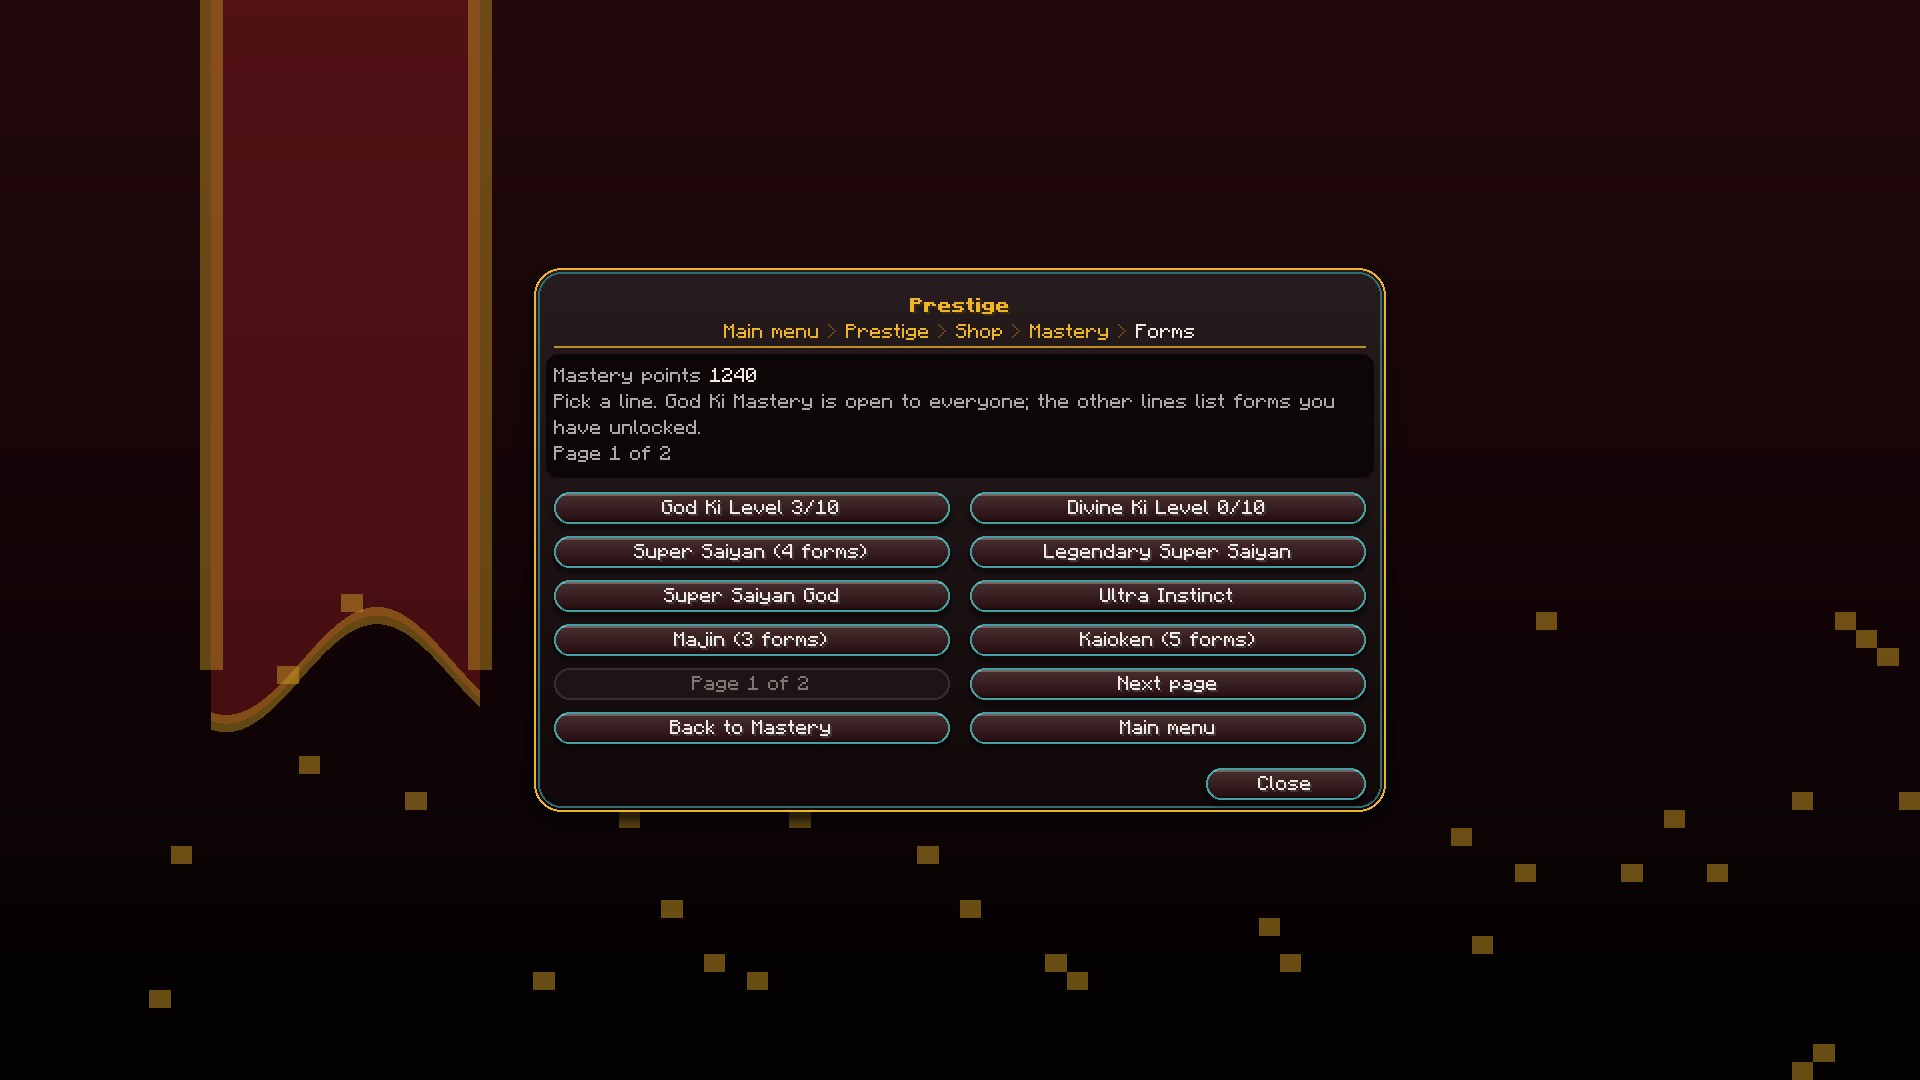 Prestige
Main menu > Prestige > Shop > Mastery > Forms
Mastery points 1240
Pick a line. God Ki Mastery is open to everyone; the other lines list forms you
have unlocked.
Page 1 of 2
God Ki Level 3/10
Divine Ki Level 0/10
Super Saiyan (4 forms)
Legendary Super Saiyan
Super Saiyan God
Ultra Instinct
Majin (3 forms)
Kaioken (5 forms)
Page 1 of 2
Next page
Back to Mastery
Main menu
Close